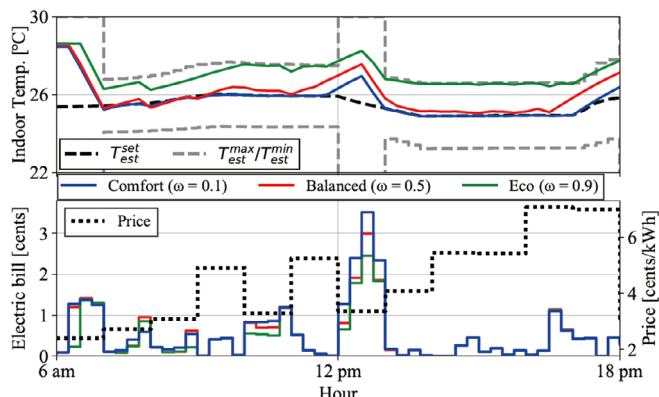 30
26
22
Indoor Temp. [°C]
T_est^set
T_est^max/T_est^min
Comfort (ω = 0.1)
Balanced (ω = 0.5)
Eco (ω = 0.9)
Electric bill [cents]
3
2
1
0
Price
6
4
2
Price [cents/kWh]
6 am
12 pm
18 pm
Hour